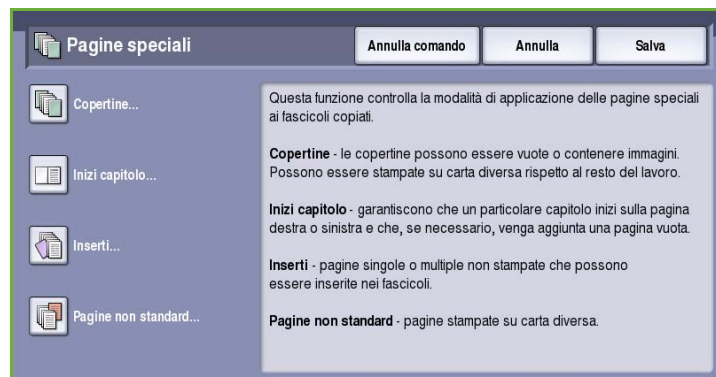 Pagine speciali
Annulla comando
Annulla
Salva
Copertine...
Inizi capitolo...
Inserti...
Pagine non standard...
Questa funzione controlla la modalità di applicazione delle pagine speciali
ai fascicoli copiati.
Copertine - le copertine possono essere vuote o contenere immagini.
Possono essere stampate su carta diversa rispetto al resto del lavoro.
Inizi capitolo - garantiscono che un particolare capitolo inizi sulla pagina
destra o sinistra e che, se necessario, venga aggiunta una pagina vuota.
Inserti - pagine singole o multiple non stampate che possono
essere inserite nei fascicoli.
Pagine non standard - pagine stampate su carta diversa.